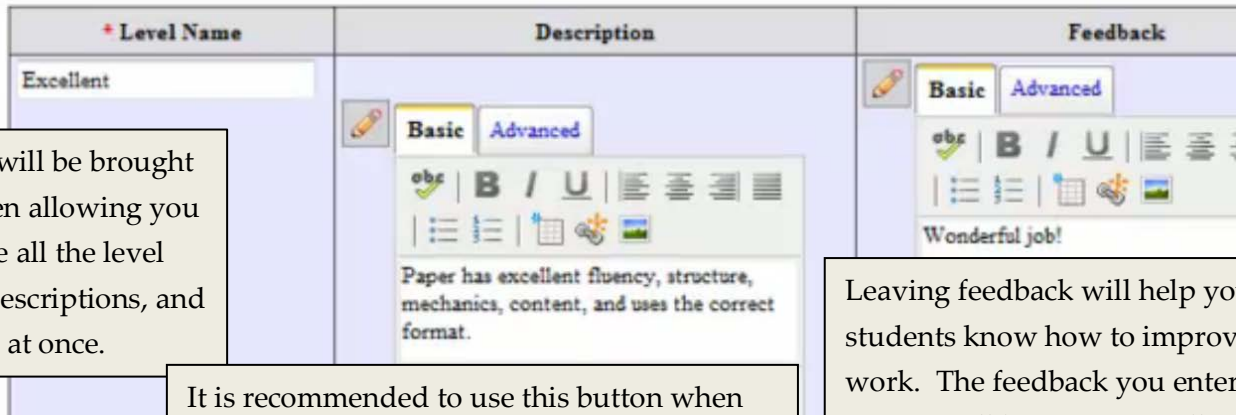 * Level Name
Description
Feedback
Excellent
Basic Advanced
abc B I U
Paper has excellent fluency, structure,
mechanics, content, and uses the correct
format.
Basic Advanced
abc B I U
Wonderful job!
will be brought
en allowing you
e all the level
escriptions, and
at once.
It is recommended to use this button when
Leaving feedback will help yo
students know how to improv
work. The feedback you enter